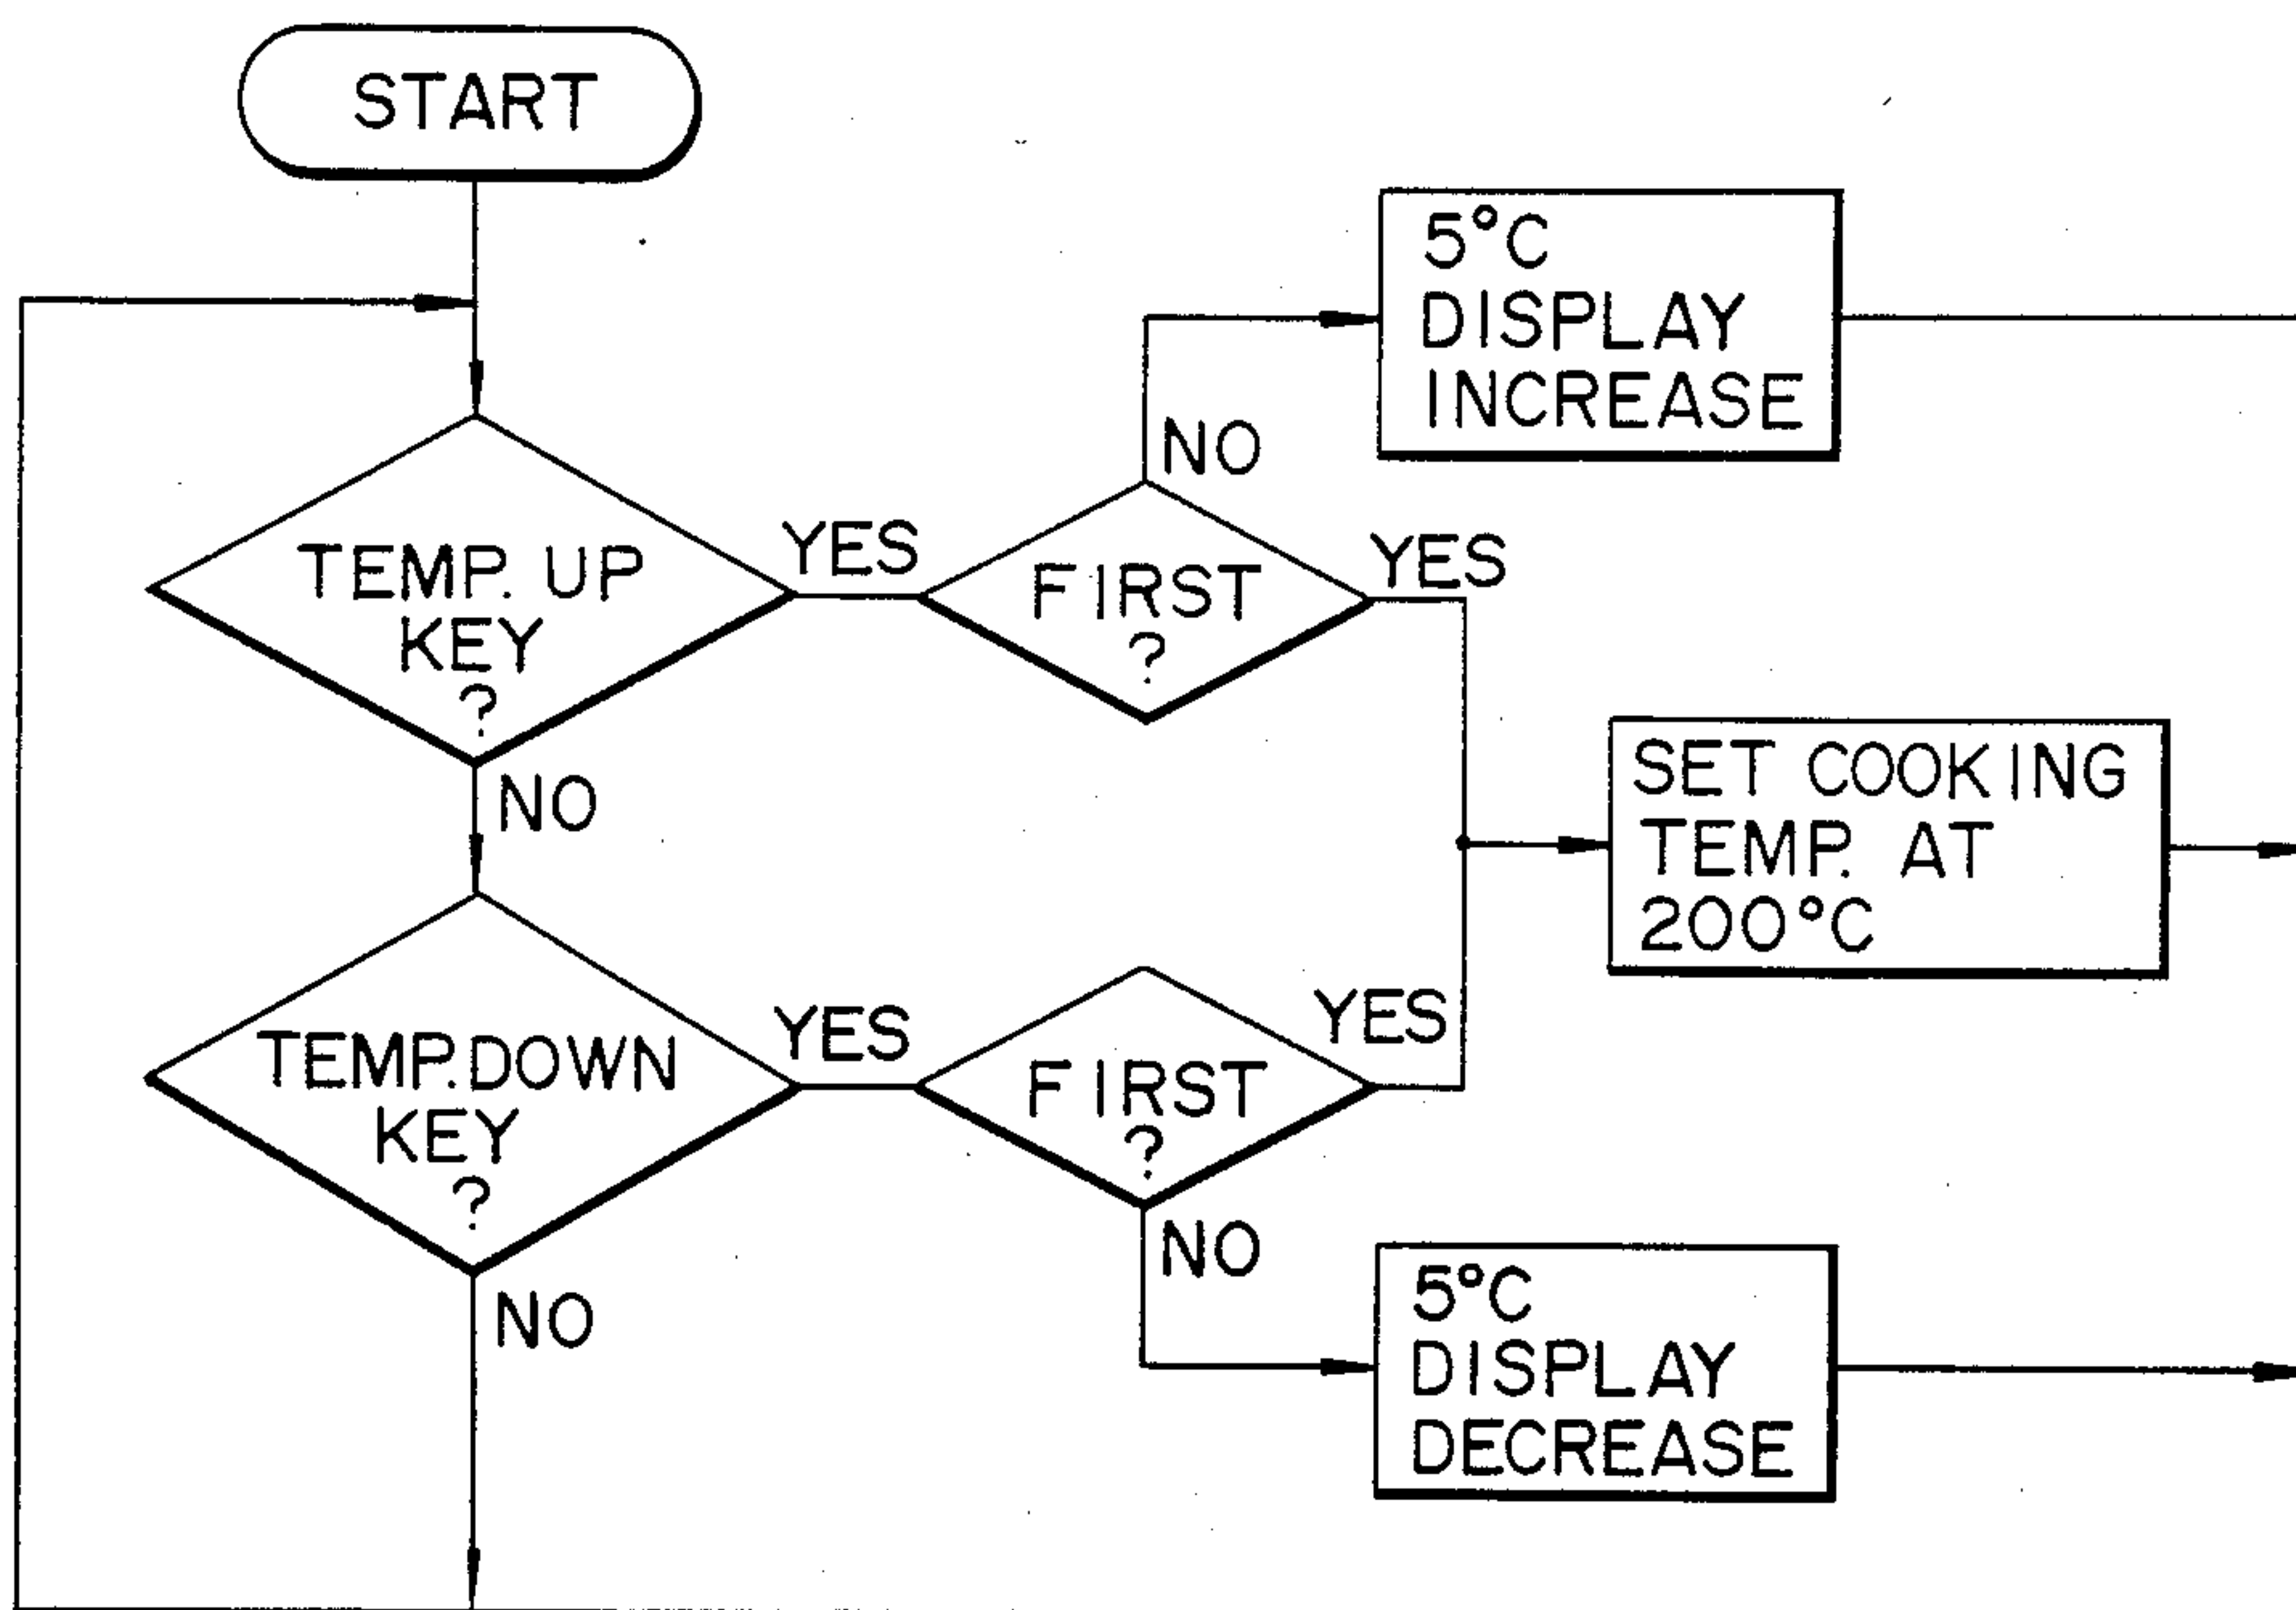 START
5°C
DISPLAY
INCREASE
NO
TEMP. UP
KEY
?
YES
FIRST
?
YES
NO
SET COOKING
TEMP. AT
200°C
TEMP. DOWN
KEY
?
YES
FIRST
?
YES
NO
NO
5°C
DISPLAY
DECREASE